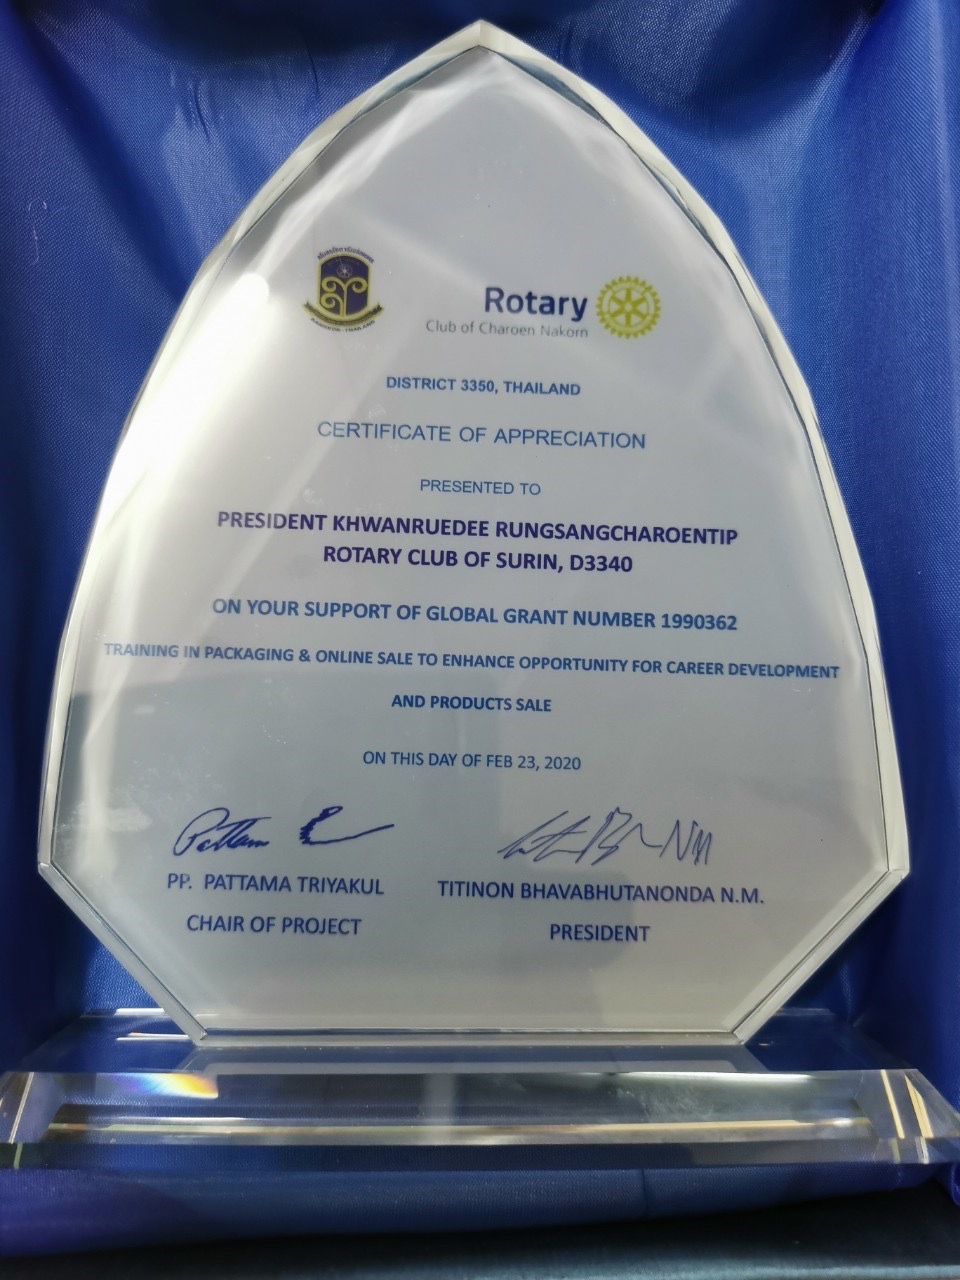 Rotary
Club of Charoen Nakorn
BANGKOK - THAILAND
DISTRICT 3350, THAILAND
CERTIFICATE OF APPRECIATION
PRESENTED TO
PRESIDENT KHWANRUEDEE RUNGSANGCHAROENTIP
ROTARY CLUB OF SURIN, D3340
ON YOUR SUPPORT OF GLOBAL GRANT NUMBER 1990362
TRAINING IN PACKAGING & ONLINE SALE TO ENHANCE OPPORTUNITY FOR CAREER DEVELOPMENT
AND PRODUCTS SALE
ON THIS DAY OF FEB 23, 2020
Pattama
PP. PATTAMA TRIYAKUL
TITINON BHAVABHUTANONDA N.M.
CHAIR OF PROJECT
PRESIDENT